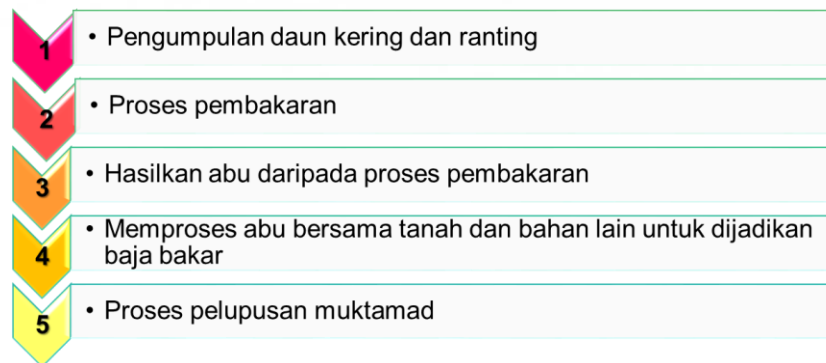 1 • Pengumpulan daun kering dan ranting
2 • Proses pembakaran
3 • Hasilkan abu daripada proses pembakaran
4 • Memproses abu bersama tanah dan bahan lain untuk dijadikan
baja bakar
5 • Proses pelupusan muktamad